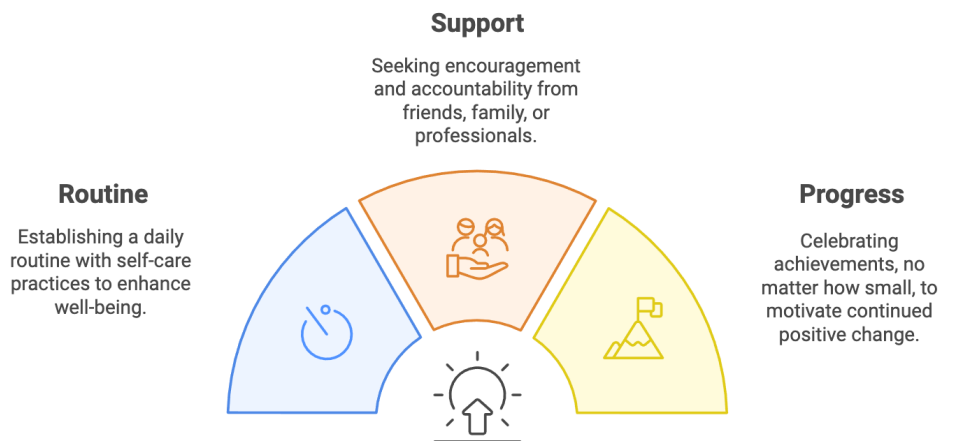 Support
Seeking encouragement
and accountability from
friends, family, or
professionals.
Routine
Establishing a daily
routine with self-care
practices to enhance
well-being.
Progress
Celebrating
achievements, no
matter how small, to
motivate continued
positive change.